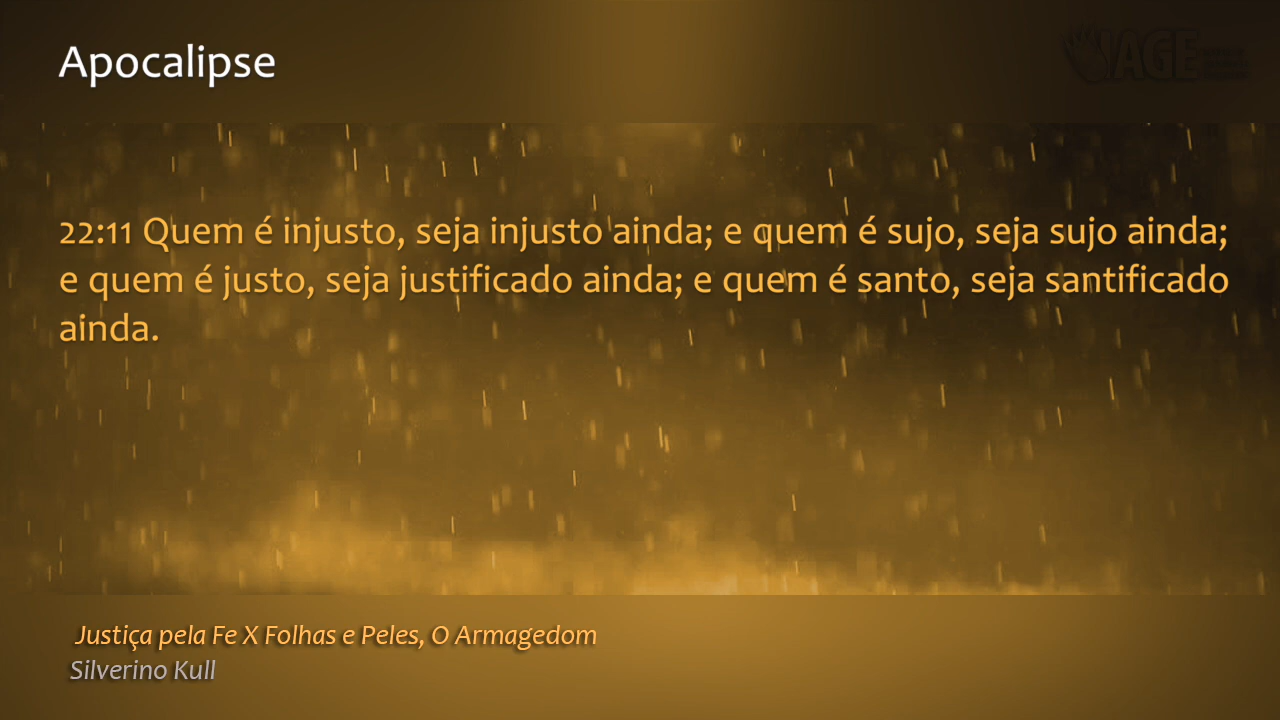 Apocalipse
IAGE
22:11 Quem é injusto, seja injusto ainda; e quem é sujo, seja sujo ainda;
e quem é justo, seja justificado ainda; e quem é santo, seja santificado
ainda.
Justiça pela Fe X Folhas e Peles, O Armagedom
Silverino Kull